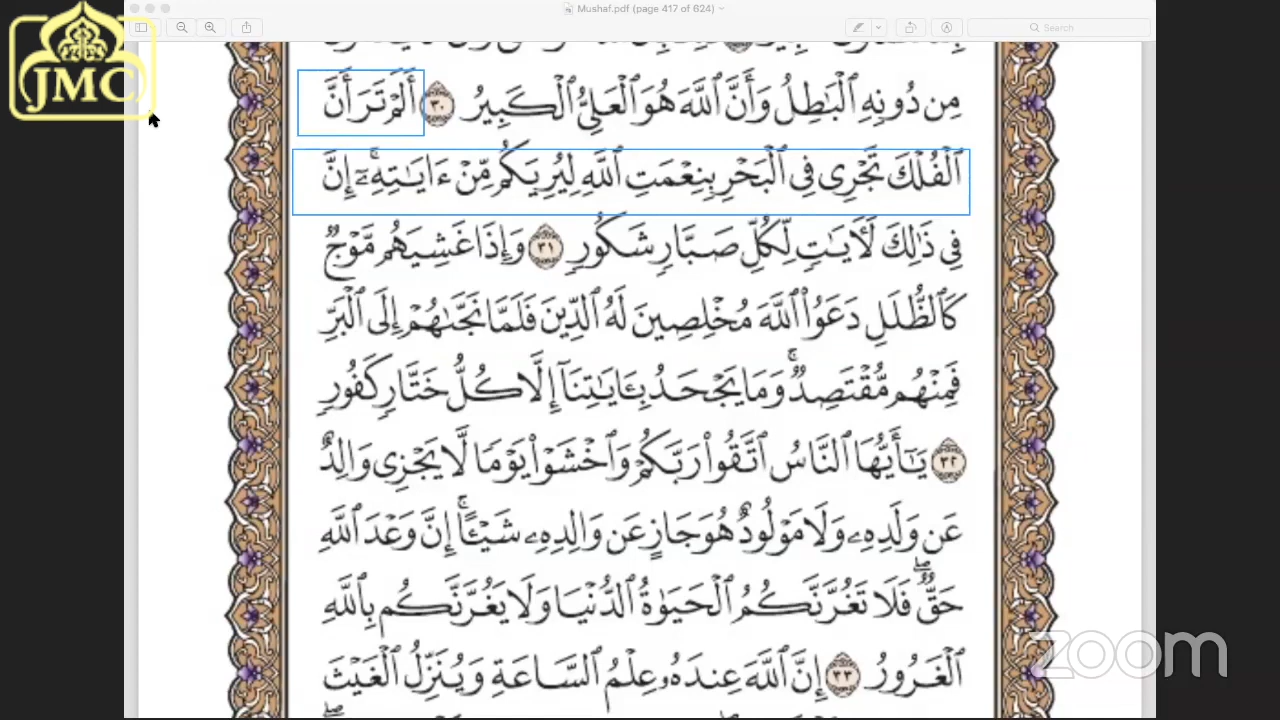 Mushaf.pdf (page 417 of 624)
Search
JMC
مِن دُونِهِ ٱلْبَٰطِلُ وَأَنَّ ٱللَّهَ هُوَ ٱلْعَلِىُّ ٱلْكَبِيرُ ٣٠ أَلَمْ تَرَ أَنَّ
ٱلْفُلْكَ تَجْرِى فِى ٱلْبَحْرِ بِنِعْمَتِ ٱللَّهِ لِيُرِيَكُم مِّنْ ءَايَٰتِهِۦٓ ۚ إِنَّ
فِى ذَٰلِكَ لَءَايَٰتٍ لِّكُلِّ صَبَّارٍ شَكُورٍ ٣١ وَإِذَا غَشِيَهُم مَّوْجٌ
كَٱلظُّلَلِ دَعَوُا۟ ٱللَّهَ مُخْلِصِينَ لَهُ ٱلدِّينَ فَلَمَّا نَجَّىٰهُمْ إِلَى ٱلْبَرِّ
فَمِنْهُم مُّقْتَصِدٌ ۚ وَمَا يَجْحَدُ بِـَٔايَٰتِنَآ إِلَّا كُلُّ خَتَّارٍ كَفُورٍ
٣٢ يَٰٓأَيُّهَا ٱلنَّاسُ ٱتَّقُوا۟ رَبَّكُمْ وَٱخْشَوْا۟ يَوْمًا لَّا يَجْزِى وَالِدٌ
عَن وَلَدِهِۦ وَلَا مَوْلُودٌ هُوَ جَازٍ عَن وَالِدِهِۦ شَيْـًٔا ۚ إِنَّ وَعْدَ ٱللَّهِ
حَقٌّ ۖ فَلَا تَغُرَّنَّكُمُ ٱلْحَيَوٰةُ ٱلدُّنْيَا وَلَا يَغُرَّنَّكُم بِٱللَّهِ
ٱلْغَرُورُ ٣٣ إِنَّ ٱللَّهَ عِندَهُۥ عِلْمُ ٱلسَّاعَةِ وَيُنَزِّلُ ٱلْغَيْثَ
zoom